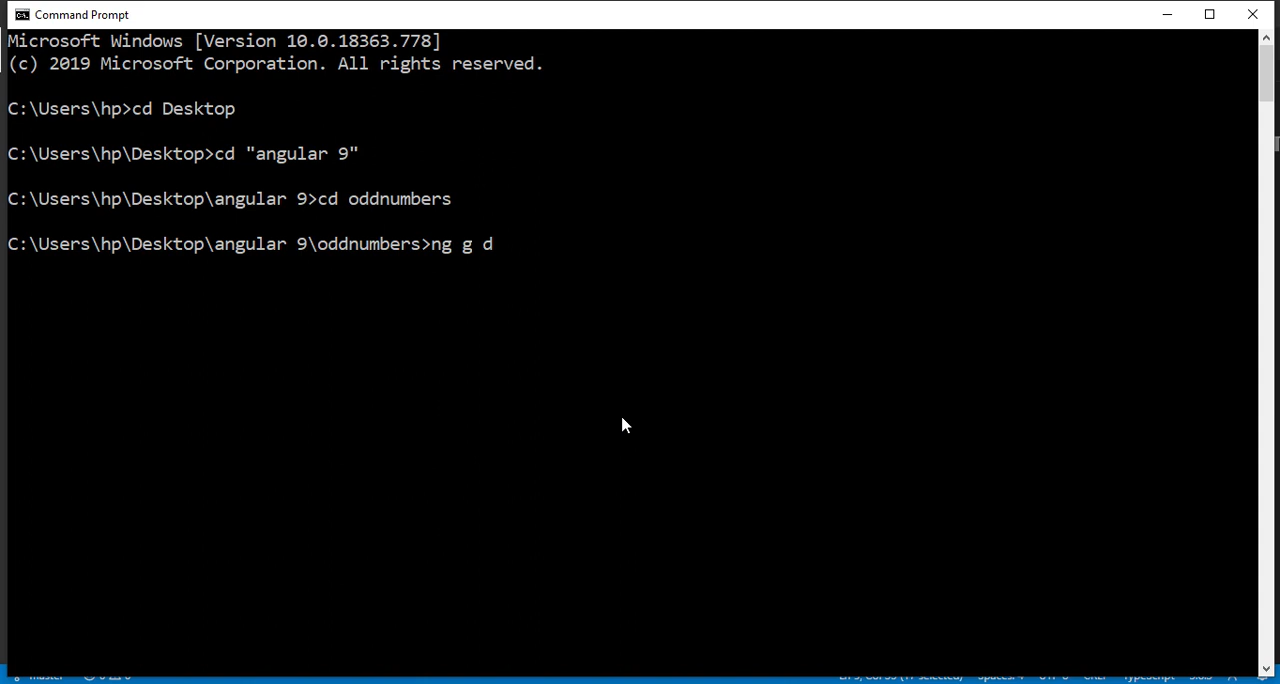 Command Prompt
Microsoft Windows [Version 10.0.18363.778]
(c) 2019 Microsoft Corporation. All rights reserved.
C:\Users\hp>cd Desktop
C:\Users\hp\Desktop>cd "angular 9"
C:\Users\hp\Desktop\angular 9>cd oddnumbers
C:\Users\hp\Desktop\angular 9\oddnumbers>ng g d